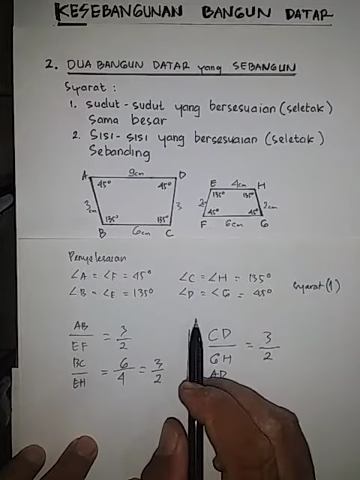 KESEBANGUNAN BANGUN DATAR
2. DUA BANGUN DATAR yang SEBANGUN
Syarat :
1. Sudut - sudut yang bersesuaian (seletak)
sama besar
2. Sisi - sisi yang bersesuaian (seletak)
Sebanding
A 9cm D
45° 45°
3cm 3
135° 135°
B 6cm C
E 4cm H
135° 135°
2 2cm
45° 45°
F 6cm G
Penyelesaian
∠A = ∠F = 45° ∠C = ∠H = 135°
∠B = ∠E = 135° ∠D = ∠G = 45° Syarat (1)
AB/EF = 3/2 CD/GH = 3/2
BC/EH = 6/4 = 3/2 AD